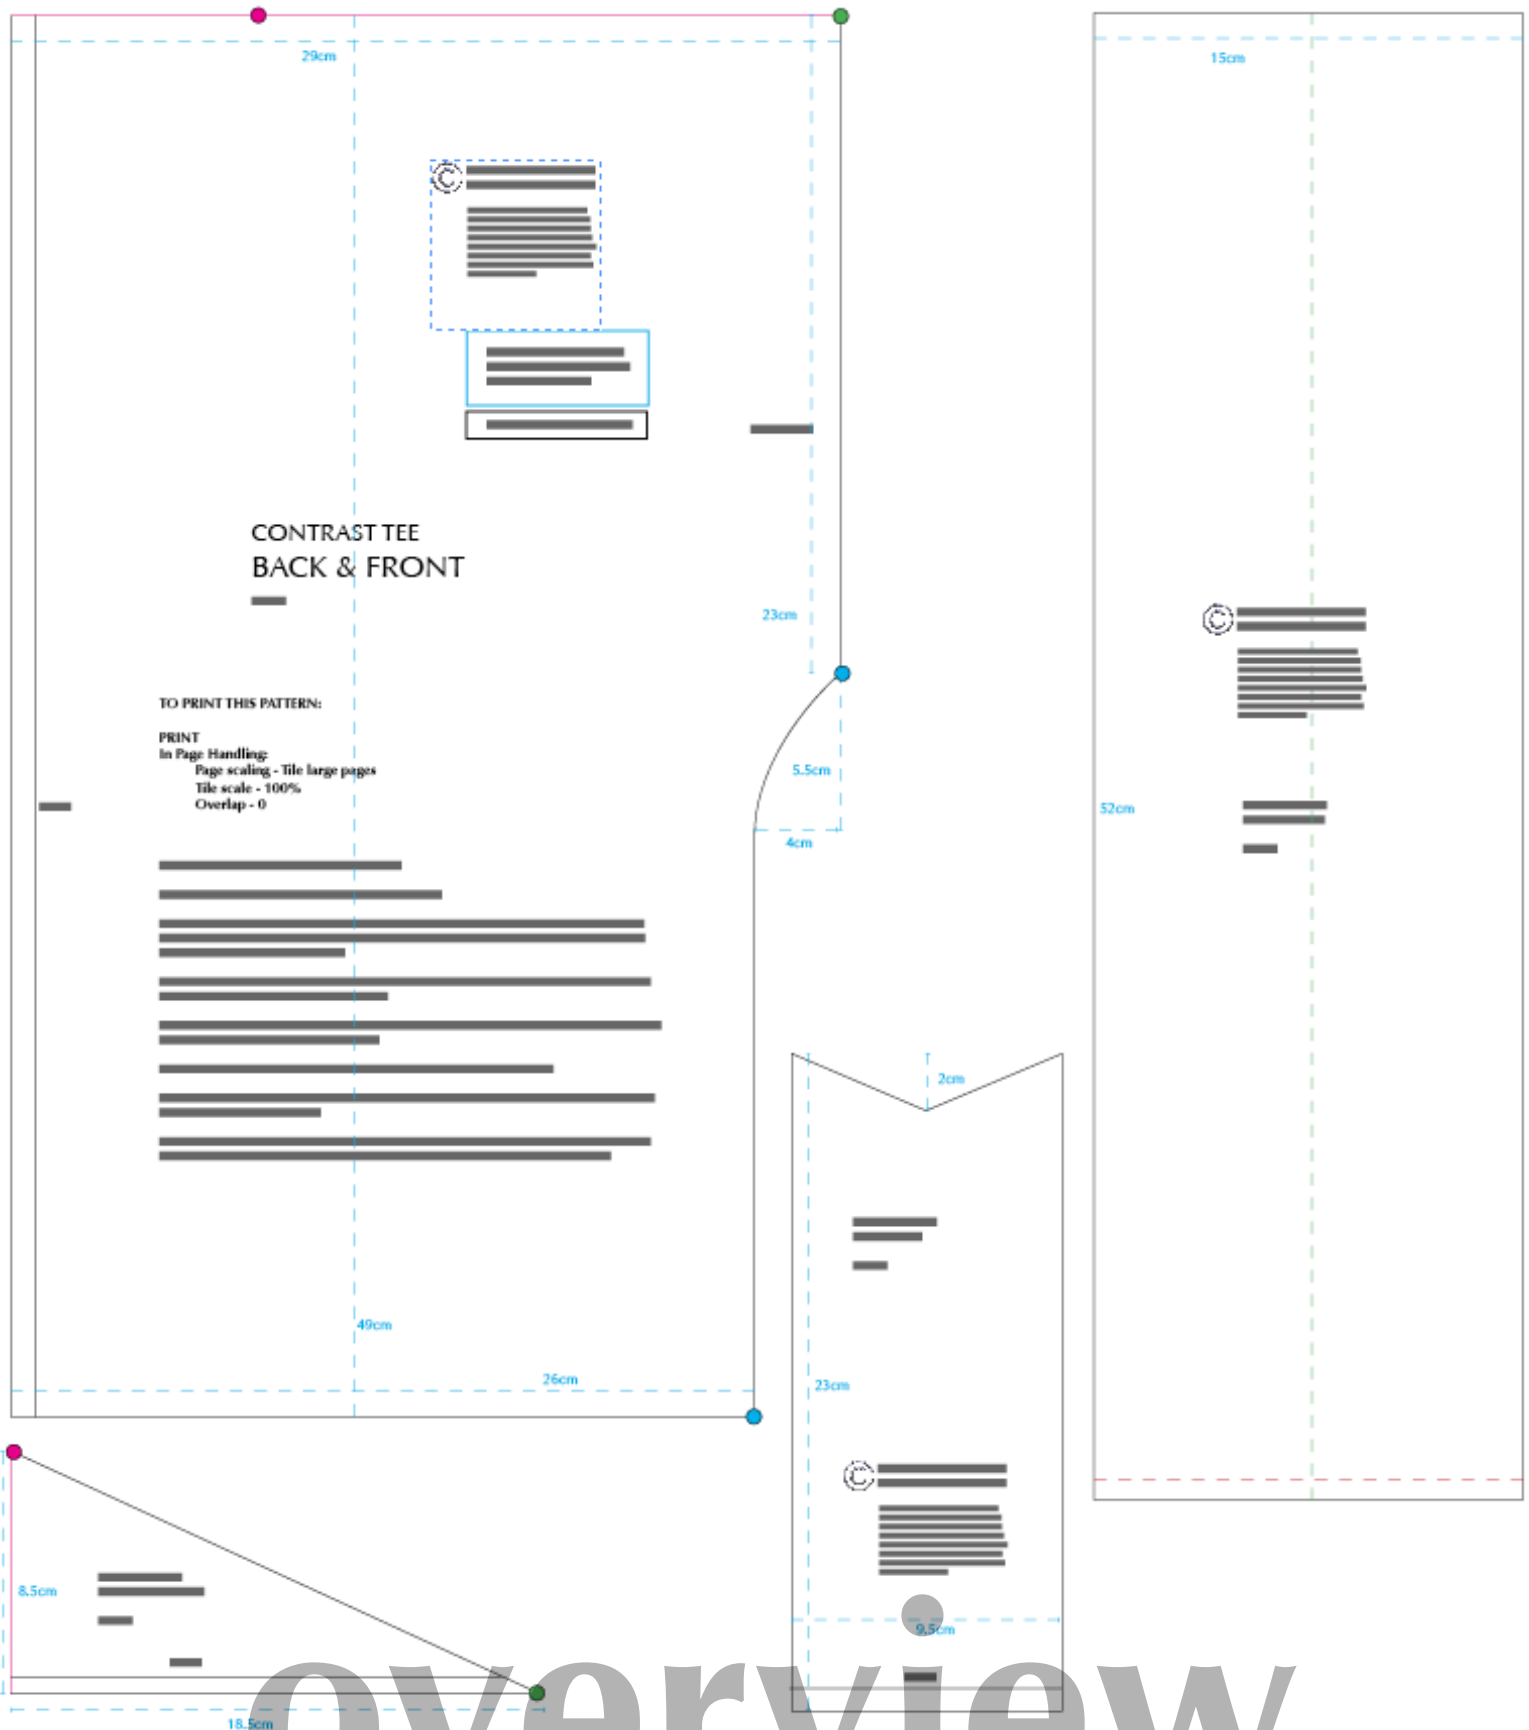 29cm
15cm
©
CONTRAST TEE
BACK & FRONT
23cm
©
TO PRINT THIS PATTERN:
PRINT
In Page Handling:
Page scaling - Tile large pages
Tile scale - 100%
Overlap - 0
5.5cm
4cm
52cm
2cm
49cm
26cm
23cm
©
8.5cm
9.5cm
18.5cm
overview